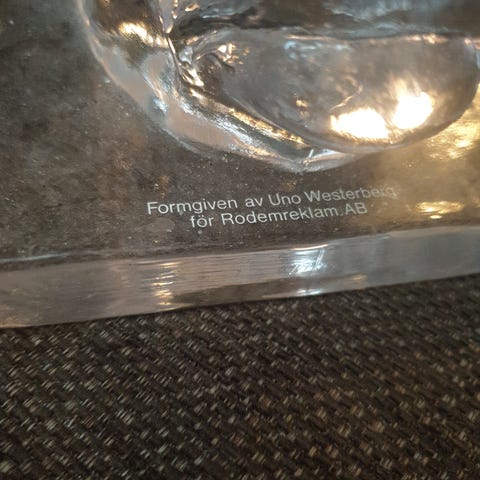 Formgiven av Uno Westerberg
för Rodemreklam.AB